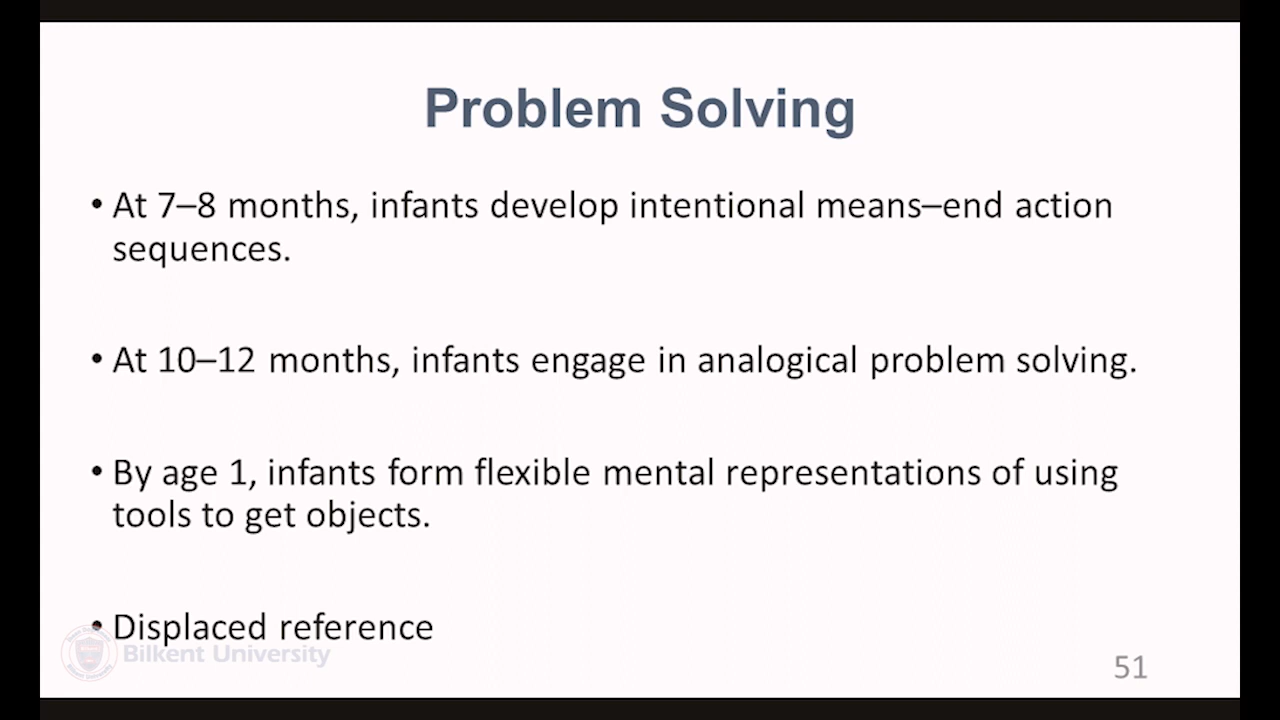 Problem Solving
• At 7–8 months, infants develop intentional means–end action
sequences.
• At 10–12 months, infants engage in analogical problem solving.
• By age 1, infants form flexible mental representations of using
tools to get objects.
• Displaced reference
Bilkent University
51